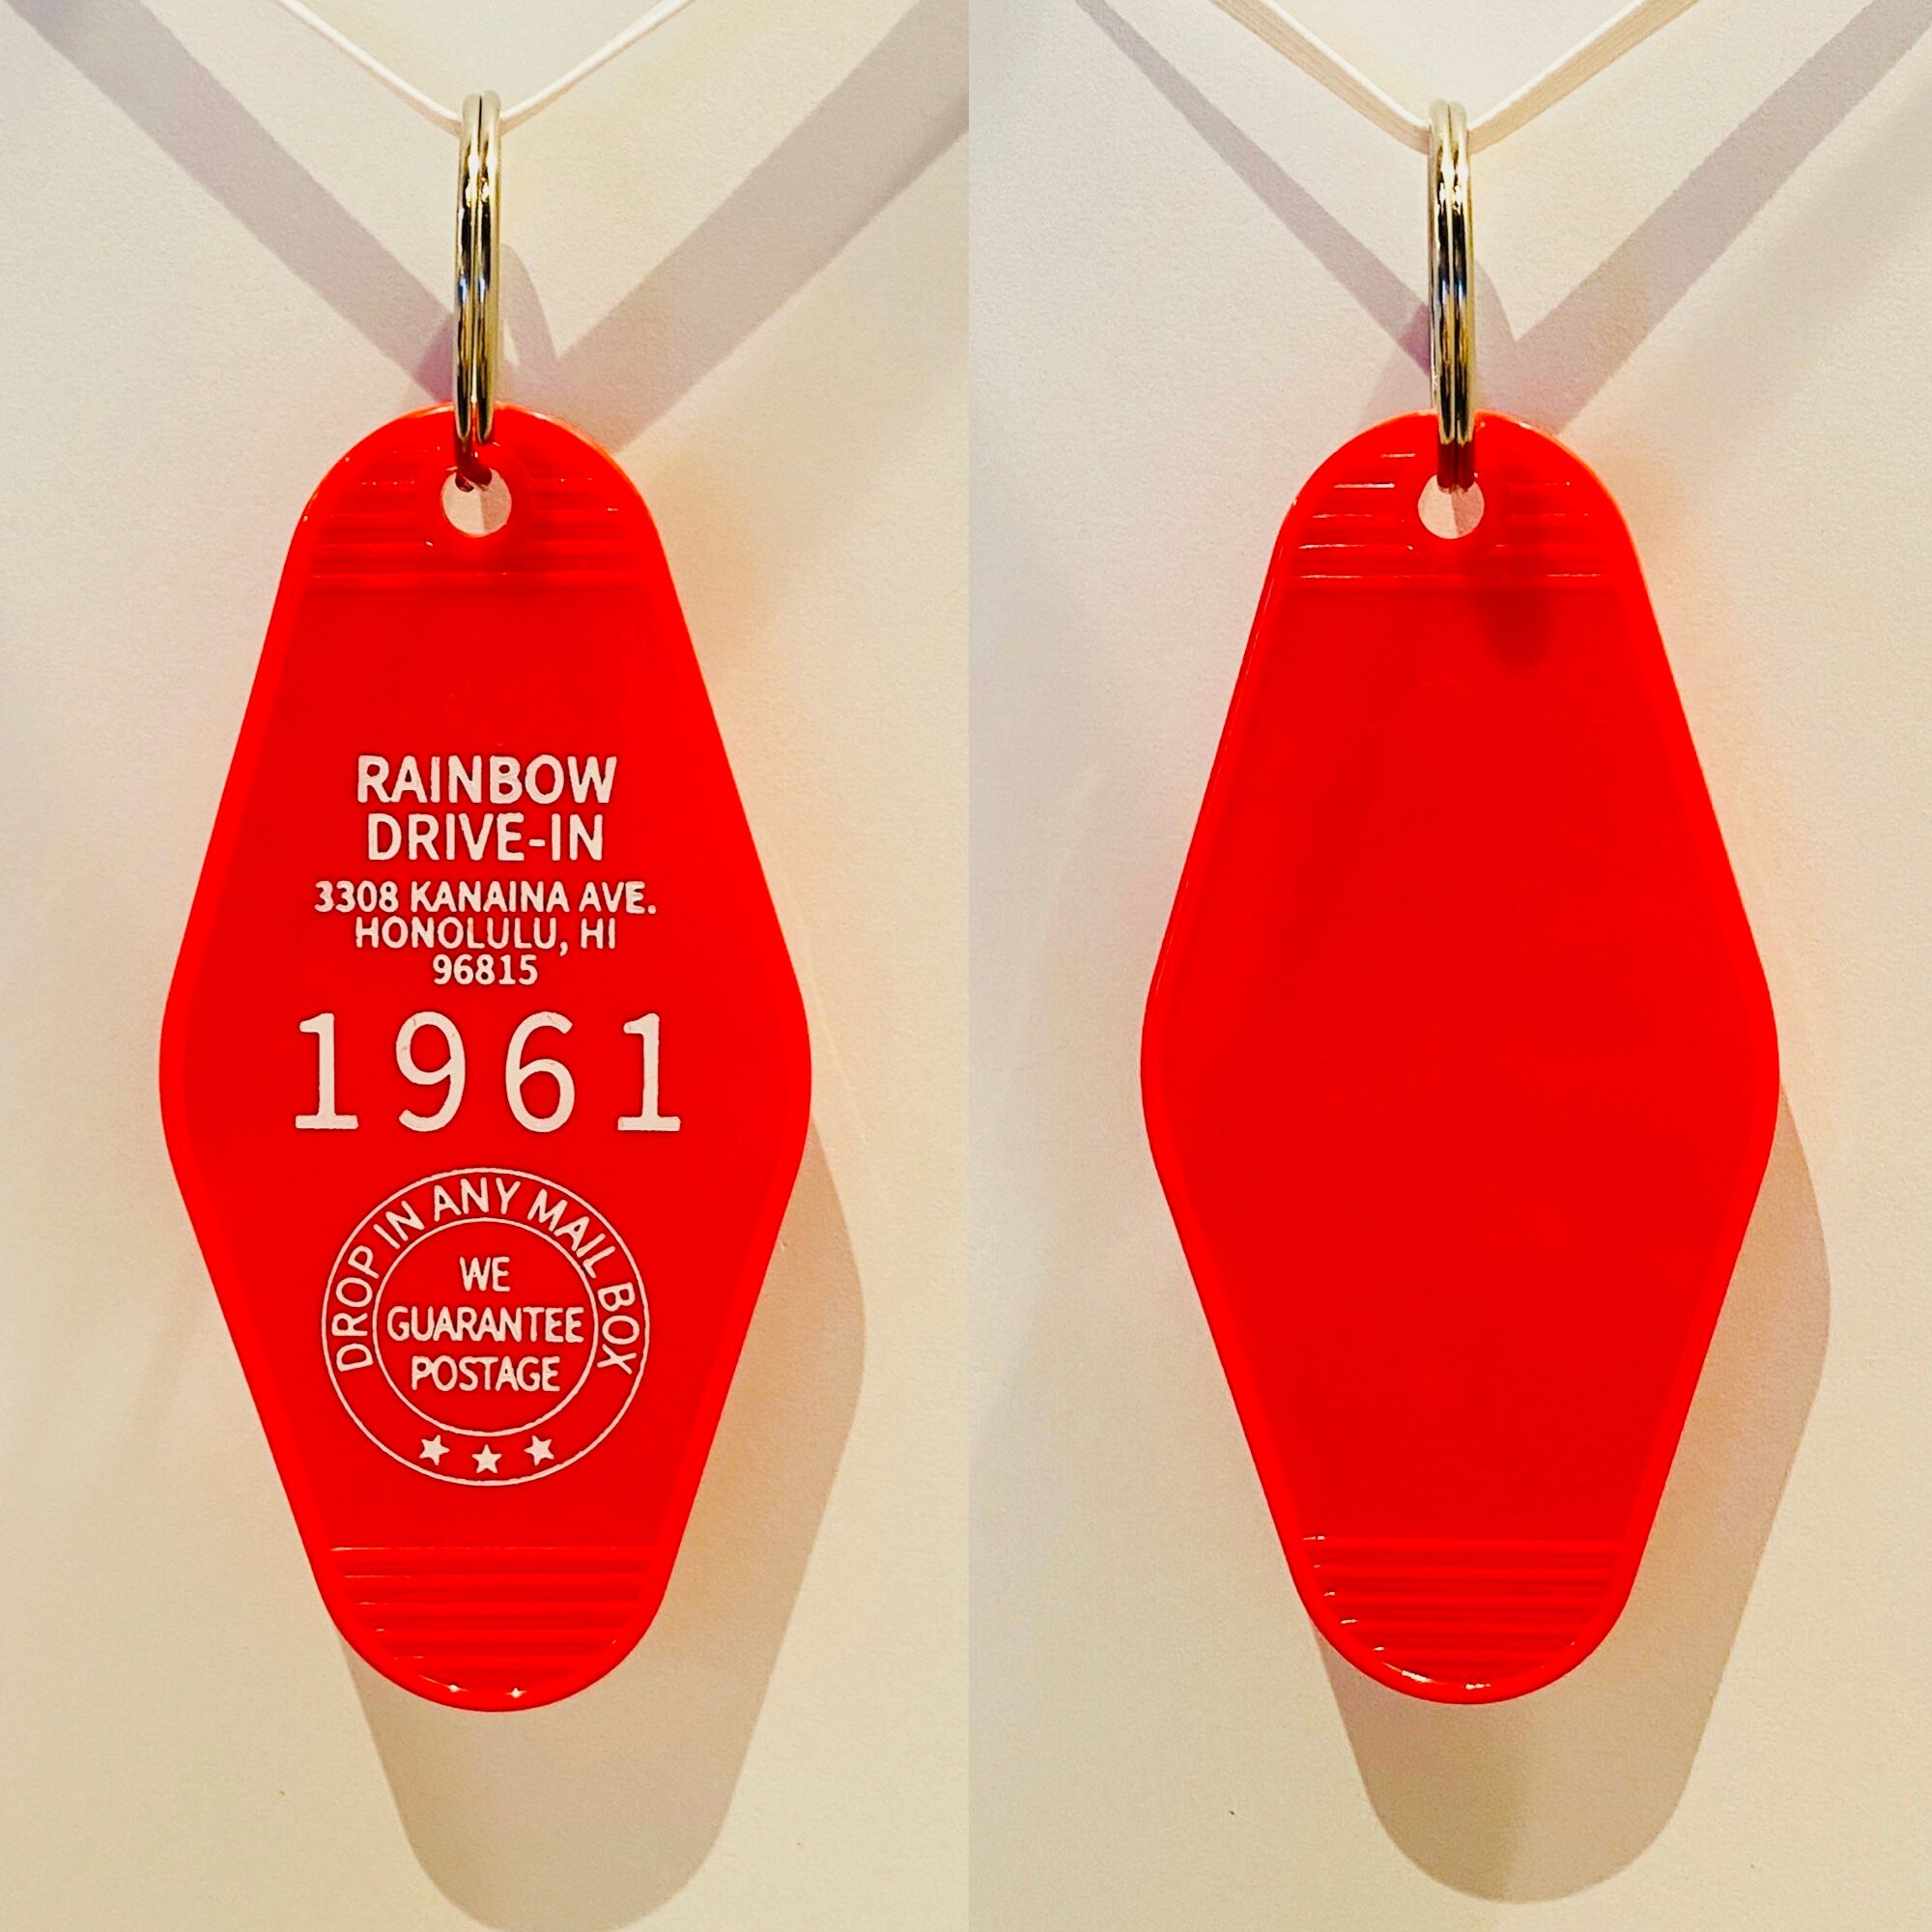 RAINBOW
DRIVE-IN
3308 KANAINA AVE.
HONOLULU, HI
96815
1961
DROP IN ANY MAIL BOX
WE
GUARANTEE
POSTAGE